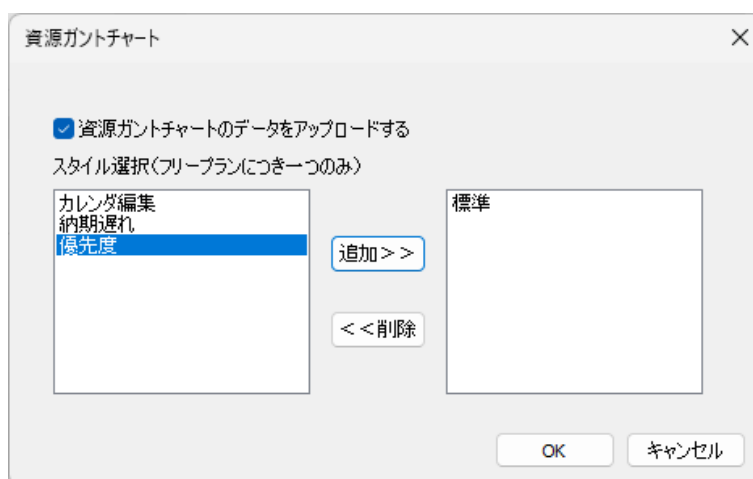 資源ガントチャート
資源ガントチャートのデータをアップロードする
スタイル選択(フリープランにつき一つのみ)
カレンダ編集
納期遅れ
優先度
標準
追加>>
<<削除
OK
キャンセル